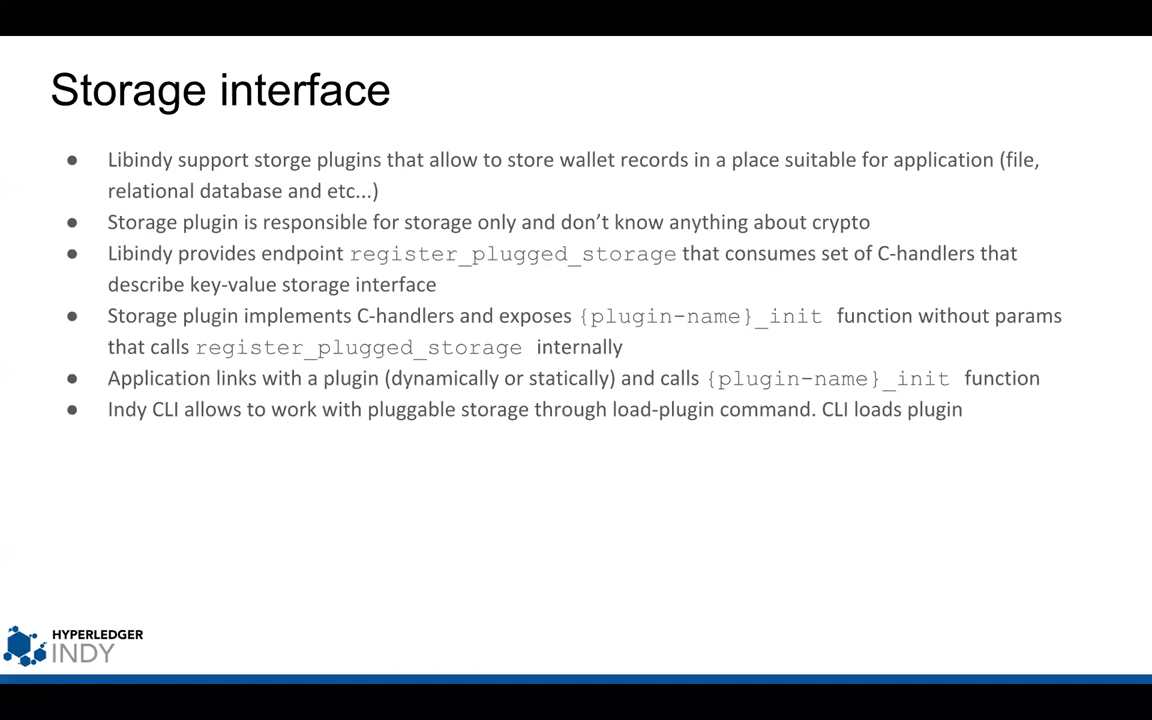 Storage interface
● Libindy support storge plugins that allow to store wallet records in a place suitable for application (file,
relational database and etc...)
● Storage plugin is responsible for storage only and don’t know anything about crypto
● Libindy provides endpoint register_plugged_storage that consumes set of C-handlers that
describe key-value storage interface
● Storage plugin implements C-handlers and exposes {plugin-name}_init function without params
that calls register_plugged_storage internally
● Application links with a plugin (dynamically or statically) and calls {plugin-name}_init function
● Indy CLI allows to work with pluggable storage through load-plugin command. CLI loads plugin
HYPERLEDGER
INDY